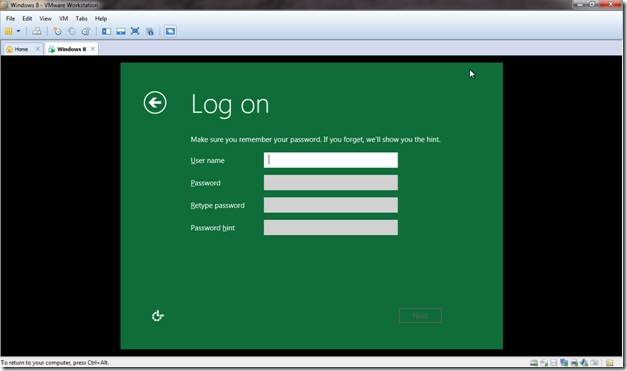 Windows 8 - VMware Workstation
File Edit View VM Tabs Help
Home Windows 8
Log on
Make sure you remember your password. If you forget, we'll show you the hint.
User name
Password
Retype password
Password hint
Next
To return to your computer, press Ctrl+Alt.